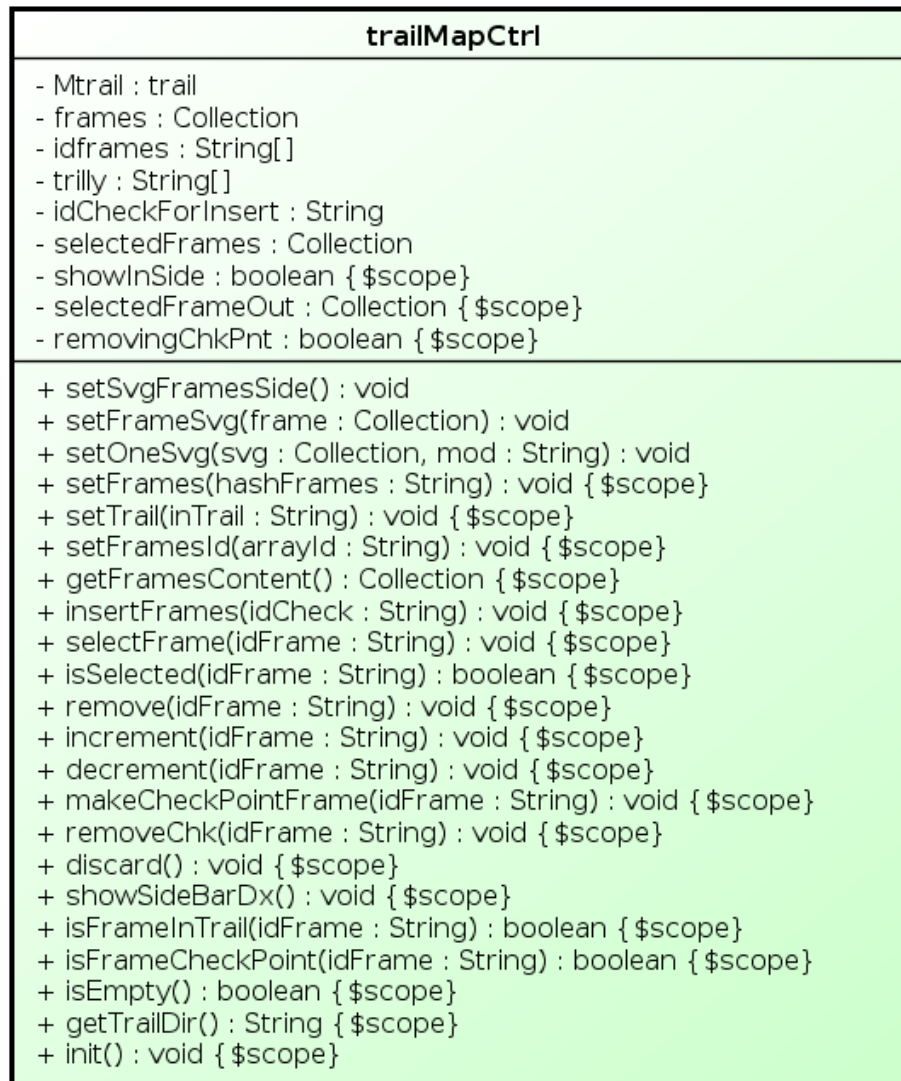 trailMapCtrl
- Mtrail : trail
- frames : Collection
- idframes : String[]
- trilly : String[]
- idCheckForInsert : String
- selectedFrames : Collection
- showInSide : boolean {$scope}
- selectedFrameOut : Collection {$scope}
- removingChkPnt : boolean {$scope}
+ setSvgFramesSide() : void
+ setFrameSvg(frame : Collection) : void
+ setOneSvg(svg : Collection, mod : String) : void
+ setFrames(hashFrames : String) : void {$scope}
+ setTrail(inTrail : String) : void {$scope}
+ setFramesId(arrayId : String) : void {$scope}
+ getFramesContent() : Collection {$scope}
+ insertFrames(idCheck : String) : void {$scope}
+ selectFrame(idFrame : String) : void {$scope}
+ isSelected(idFrame : String) : boolean {$scope}
+ remove(idFrame : String) : void {$scope}
+ increment(idFrame : String) : void {$scope}
+ decrement(idFrame : String) : void {$scope}
+ makeCheckPointFrame(idFrame : String) : void {$scope}
+ removeChk(idFrame : String) : void {$scope}
+ discard() : void {$scope}
+ showSideBarDx() : void {$scope}
+ isFrameInTrail(idFrame : String) : boolean {$scope}
+ isFrameCheckPoint(idFrame : String) : boolean {$scope}
+ isEmpty() : boolean {$scope}
+ getTrailDir() : String {$scope}
+ init() : void {$scope}